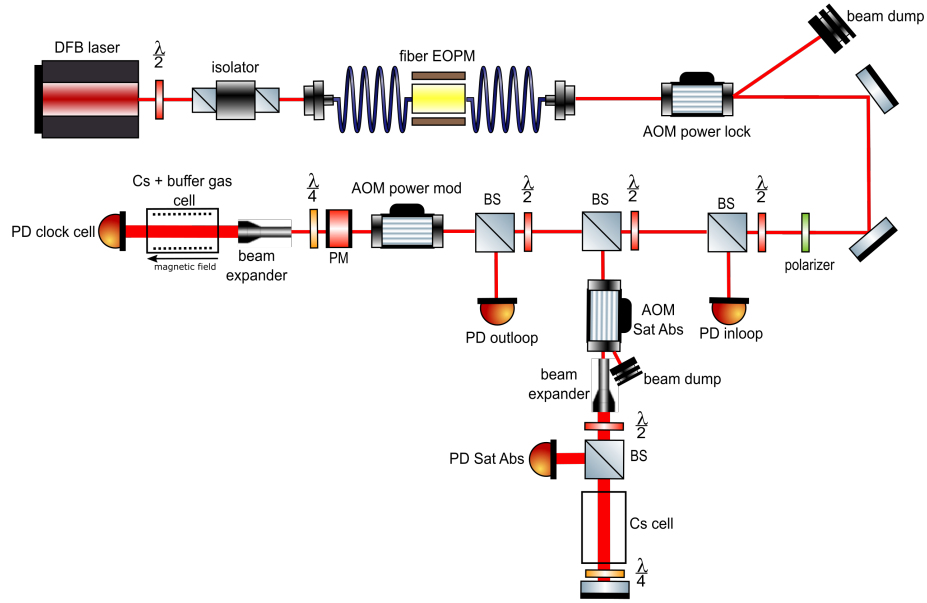 beam dump
DFB laser
λ
2
isolator
fiber EOPM
AOM power lock
Cs + buffer gas
cell
λ
4
AOM power mod
BS
λ
2
BS
λ
2
BS
λ
2
PD clock cell
magnetic field
beam
expander
PM
polarizer
PD outloop
AOM
Sat Abs
PD inloop
beam
expander
beam dump
λ
2
PD Sat Abs
BS
Cs cell
λ
4